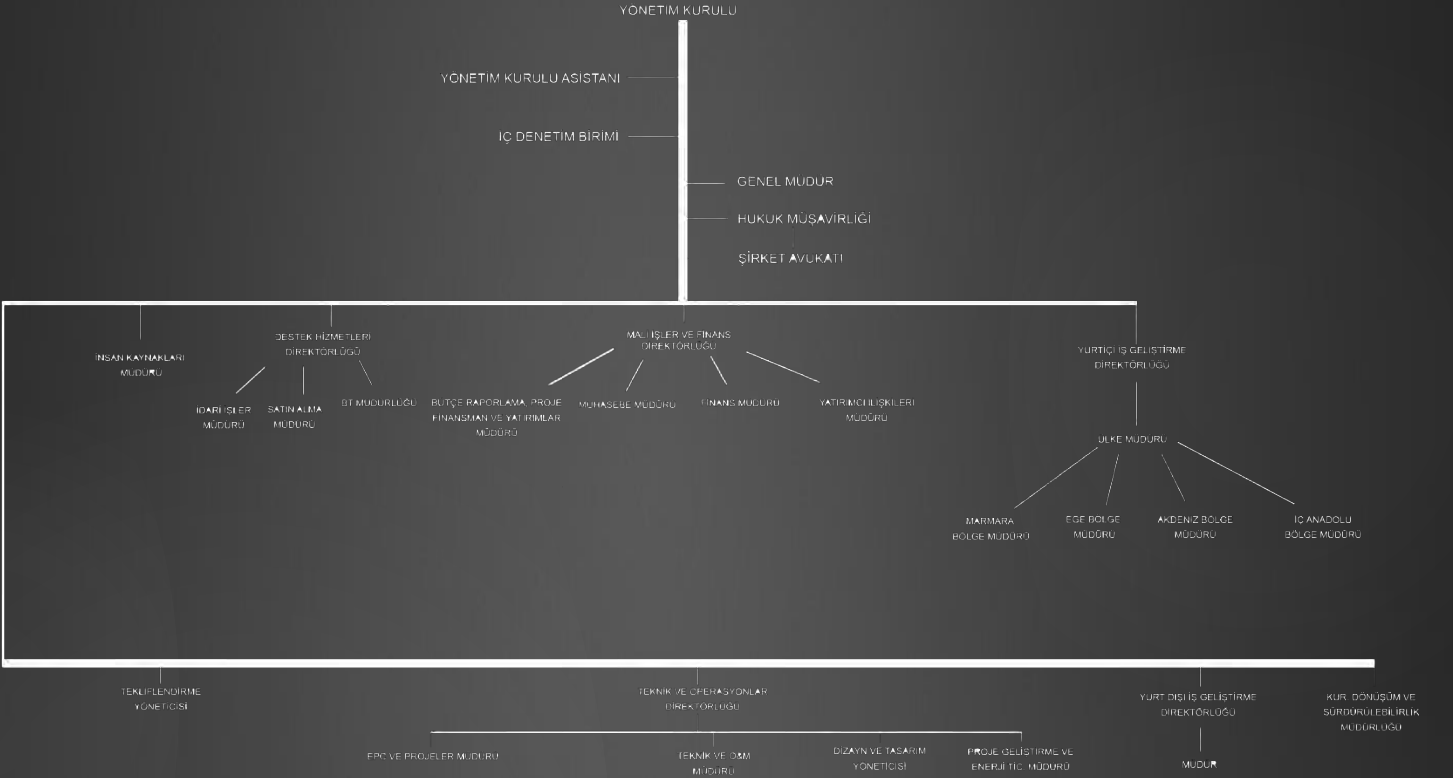 YÖNETİM KURULU
YÖNETİM KURULU ASİSTANI
İÇ DENETİM BİRİMİ
GENEL MÜDÜR
HUKUK MÜŞAVİRLİĞİ
ŞİRKET AVUKATI
İNSAN KAYNAKLARI
MÜDÜRÜ
DESTEK HİZMETLERİ
DİREKTÖRLÜĞÜ
İDARİ İŞLER
MÜDÜRÜ
SATIN ALMA
MÜDÜRÜ
BT MÜDÜRLÜĞÜ
MALİ İŞLER VE FİNANS
DİREKTÖRLÜĞÜ
BÜTÇE RAPORLAMA, PROJE
FİNANSMAN VE YATIRIMLAR
MÜDÜRÜ
MUHASEBE MÜDÜRÜ
FİNANS MÜDÜRÜ
YATIRIMCI İLİŞKİLERİ
MÜDÜRÜ
YURTİÇİ İŞ GELİŞTİRME
DİREKTÖRLÜĞÜ
ÜLKE MÜDÜRÜ
MARMARA
BÖLGE MÜDÜRÜ
EGE BÖLGE
MÜDÜRÜ
AKDENİZ BÖLGE
MÜDÜRÜ
İÇ ANADOLU
BÖLGE MÜDÜRÜ
TEKLİFLENDİRME
YÖNETİCİSİ
TEKNİK VE OPERASYONLAR
DİREKTÖRLÜĞÜ
EPC VE PROJELER MÜDÜRÜ
TEKNİK VE O&M
MÜDÜRÜ
DİZAYN VE TASARIM
YÖNETİCİSİ
PROJE GELİŞTİRME VE
ENERJİ TİC. MÜDÜRÜ
YURT DIŞI İŞ GELİŞTİRME
DİREKTÖRLÜĞÜ
MÜDÜR
KUR. DÖNÜŞÜM VE
SÜRDÜRÜLEBİLİRLİK
MÜDÜRLÜĞÜ